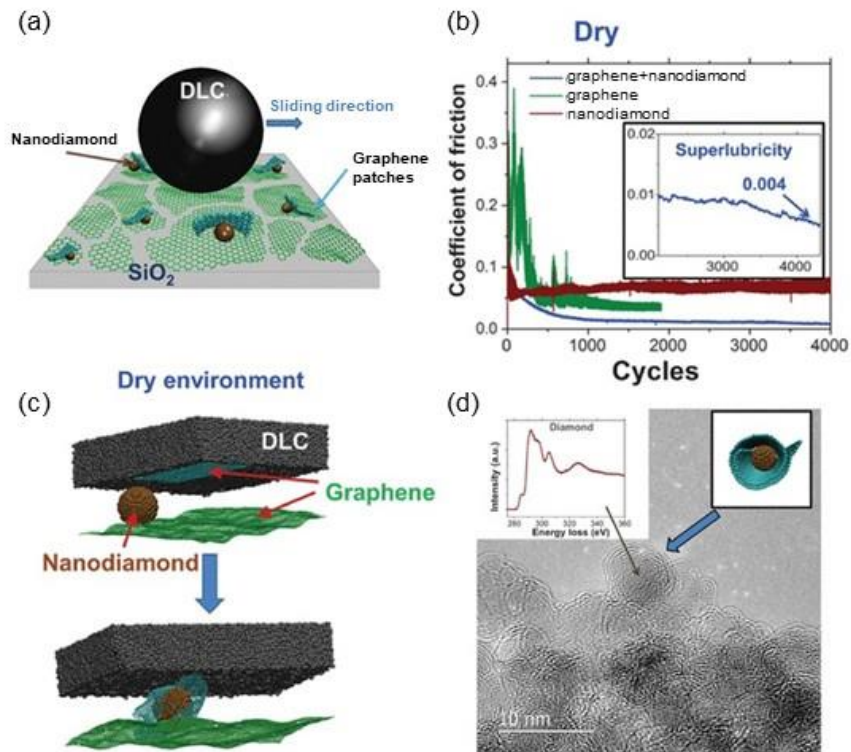 (a)
DLC
Sliding direction
Nanodiamond
Graphene
patches
SiO2
(b)
Dry
graphene+nanodiamond
graphene
nanodiamond
Coefficient of friction
0.4
0.3
0.2
0.1
0.0
0.02
0.01
0.00
Superlubricity
0.004
3000 4000
0 1000 2000 3000 4000
Cycles
(c)
Dry environment
DLC
Graphene
Nanodiamond
(d)
Diamond
Intensity (a.u.)
280 300 320 340 360
Energy loss (eV)
10 nm